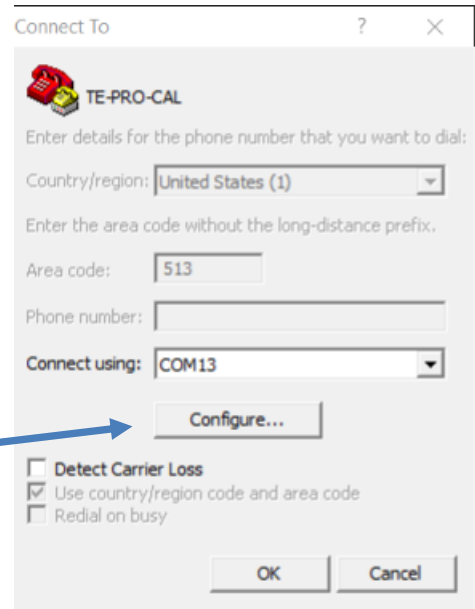 Connect To ?
TE-PRO-CAL
Enter details for the phone number that you want to dial:
Country/region: United States (1)
Enter the area code without the long-distance prefix.
Area code: 513
Phone number:
Connect using: COM13
Configure...
Detect Carrier Loss
Use country/region code and area code
Redial on busy
OK Cancel